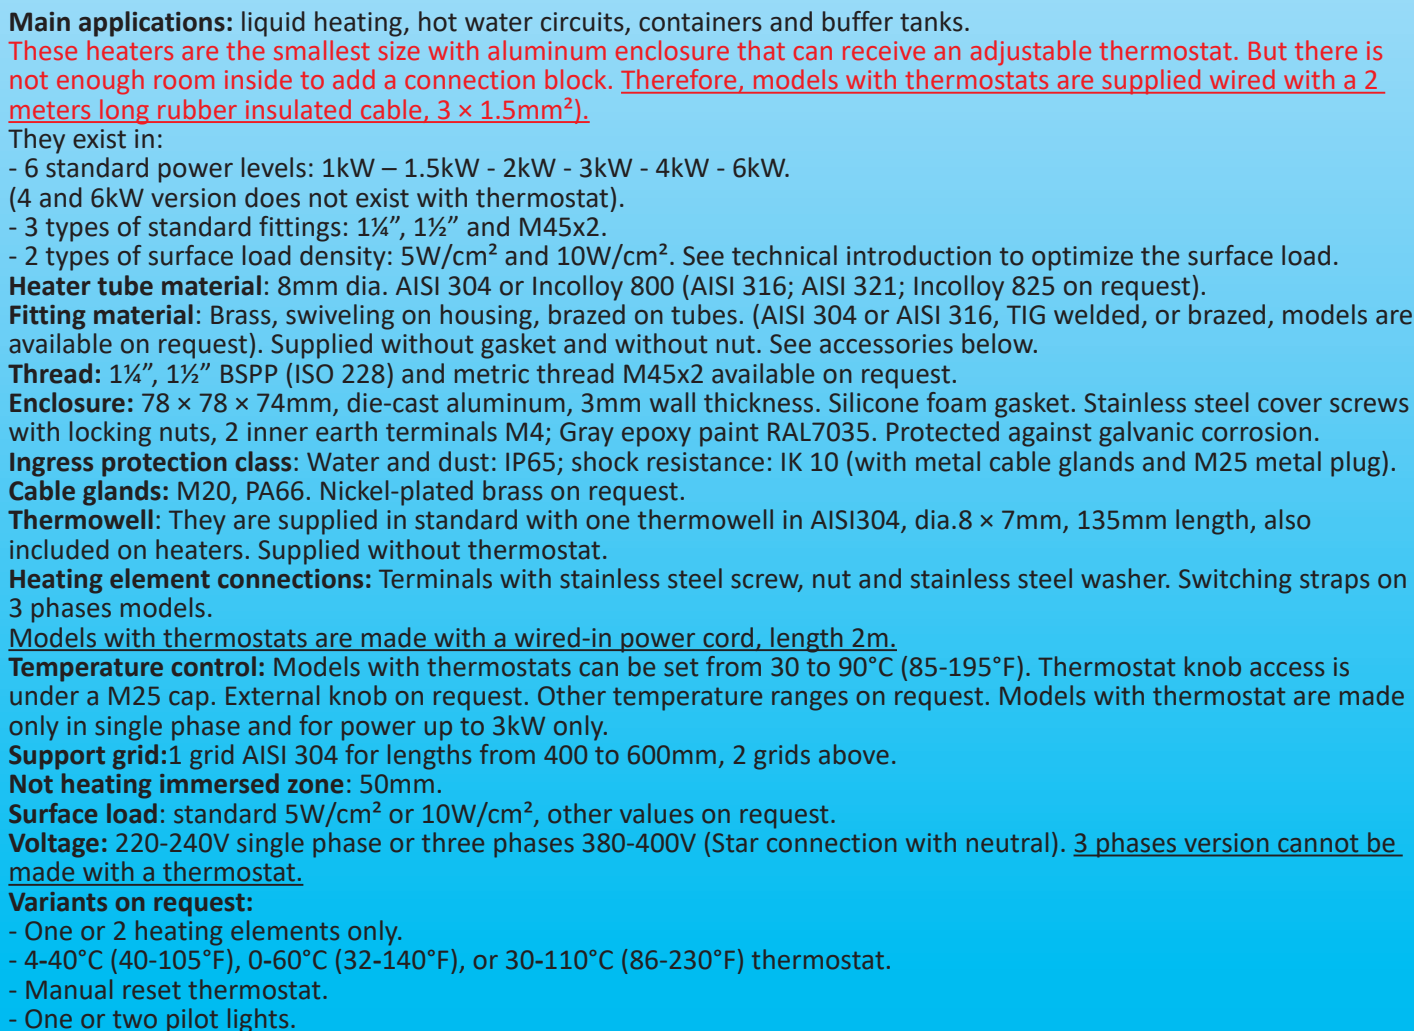 Main applications: liquid heating, hot water circuits, containers and buffer tanks.
These heaters are the smallest size with aluminum enclosure that can receive an adjustable thermostat. But there is
not enough room inside to add a connection block. Therefore, models with thermostats are supplied wired with a 2
meters long rubber insulated cable, 3 × 1.5mm²).
They exist in:
- 6 standard power levels: 1kW – 1.5kW - 2kW - 3kW - 4kW - 6kW.
(4 and 6kW version does not exist with thermostat).
- 3 types of standard fittings: 1¼”, 1½” and M45x2.
- 2 types of surface load density: 5W/cm² and 10W/cm². See technical introduction to optimize the surface load.
Heater tube material: 8mm dia. AISI 304 or Incolloy 800 (AISI 316; AISI 321; Incolloy 825 on request).
Fitting material: Brass, swiveling on housing, brazed on tubes. (AISI 304 or AISI 316, TIG welded, or brazed, models are
available on request). Supplied without gasket and without nut. See accessories below.
Thread: 1¼”, 1½” BSPP (ISO 228) and metric thread M45x2 available on request.
Enclosure: 78 × 78 × 74mm, die-cast aluminum, 3mm wall thickness. Silicone foam gasket. Stainless steel cover screws
with locking nuts, 2 inner earth terminals M4; Gray epoxy paint RAL7035. Protected against galvanic corrosion.
Ingress protection class: Water and dust: IP65; shock resistance: IK 10 (with metal cable glands and M25 metal plug).
Cable glands: M20, PA66. Nickel-plated brass on request.
Thermowell: They are supplied in standard with one thermowell in AISI304, dia.8 × 7mm, 135mm length, also
included on heaters. Supplied without thermostat.
Heating element connections: Terminals with stainless steel screw, nut and stainless steel washer. Switching straps on
3 phases models.
Models with thermostats are made with a wired-in power cord, length 2m.
Temperature control: Models with thermostats can be set from 30 to 90°C (85-195°F). Thermostat knob access is
under a M25 cap. External knob on request. Other temperature ranges on request. Models with thermostat are made
only in single phase and for power up to 3kW only.
Support grid:1 grid AISI 304 for lengths from 400 to 600mm, 2 grids above.
Not heating immersed zone: 50mm.
Surface load: standard 5W/cm² or 10W/cm², other values on request.
Voltage: 220-240V single phase or three phases 380-400V (Star connection with neutral). 3 phases version cannot be
made with a thermostat.
Variants on request:
- One or 2 heating elements only.
- 4-40°C (40-105°F), 0-60°C (32-140°F), or 30-110°C (86-230°F) thermostat.
- Manual reset thermostat.
- One or two pilot lights.